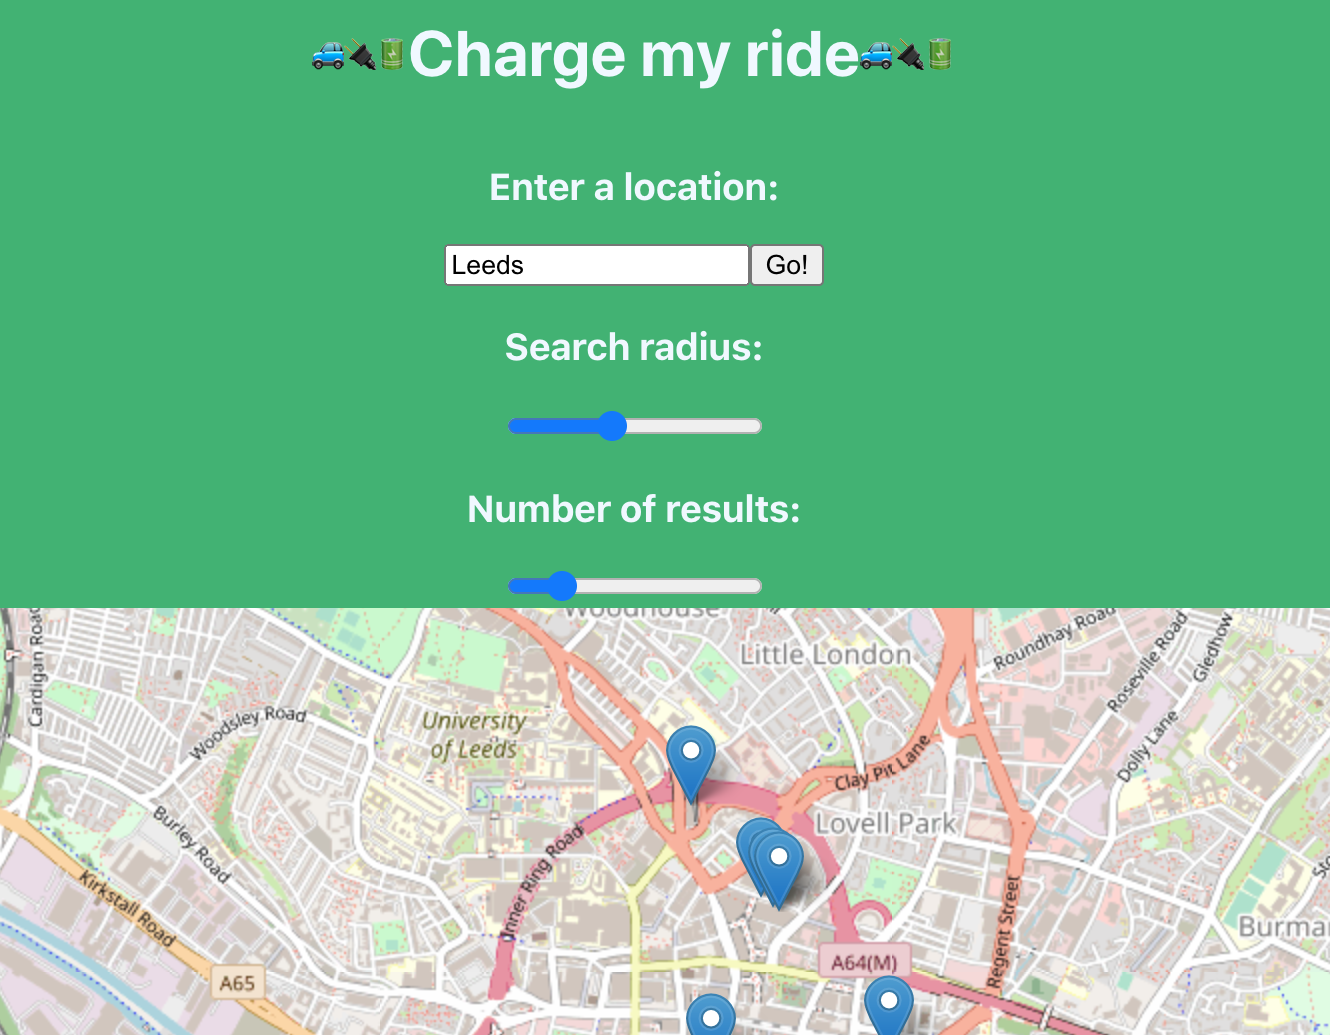 Charge my ride
Enter a location:
Leeds
Go!
Search radius:
Number of results:
Woodhouse
Little London
Roundhay Road
Roseville Road
Cardigan Road
Woodsley Road
University
of Leeds
Dolly Lane
Clay Pit Lane
Lovell Park
Burley Road
Kirkstall Road
Inner Ring Road
Regent Street
A64(M)
A65